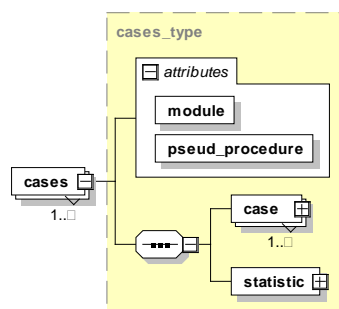 cases_type
attributes
module
pseud_procedure
cases
1..□
case
1..□
statistic